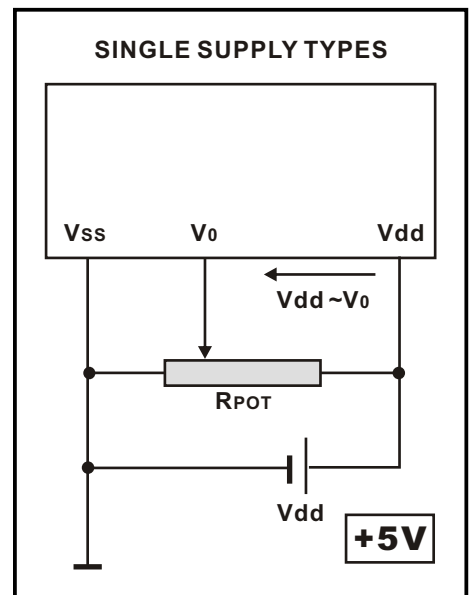 SINGLE SUPPLY TYPES
Vss V0 Vdd
Vdd ~V0
RPOT
Vdd
+5V